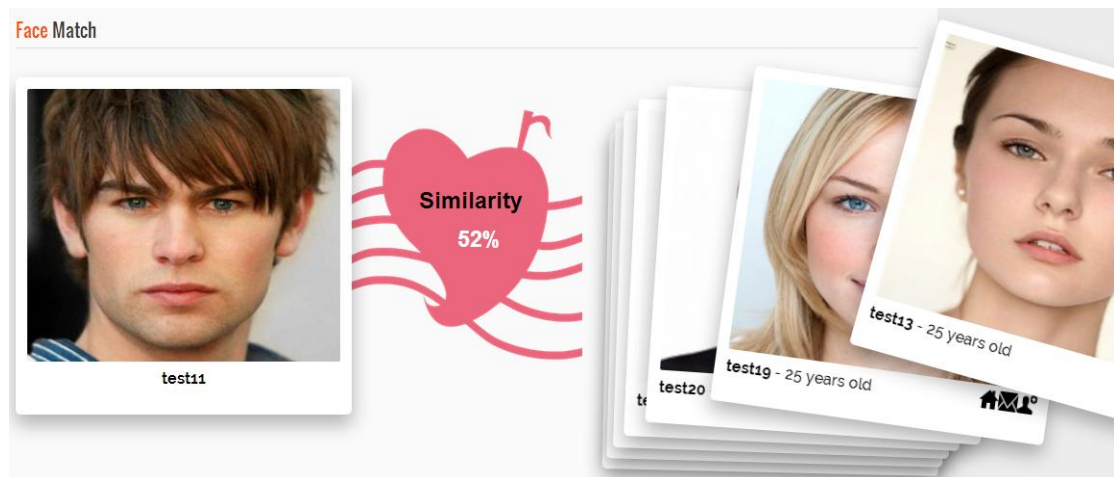 Face Match
Similarity
52%
test11
test20 -
test19 - 25 years old
test13 - 25 years old